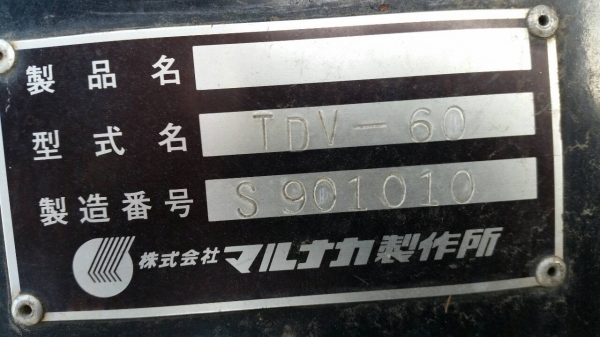 製品名
型式名 TDV-60
製造番号 S901010
株式会社マルナカ製作所